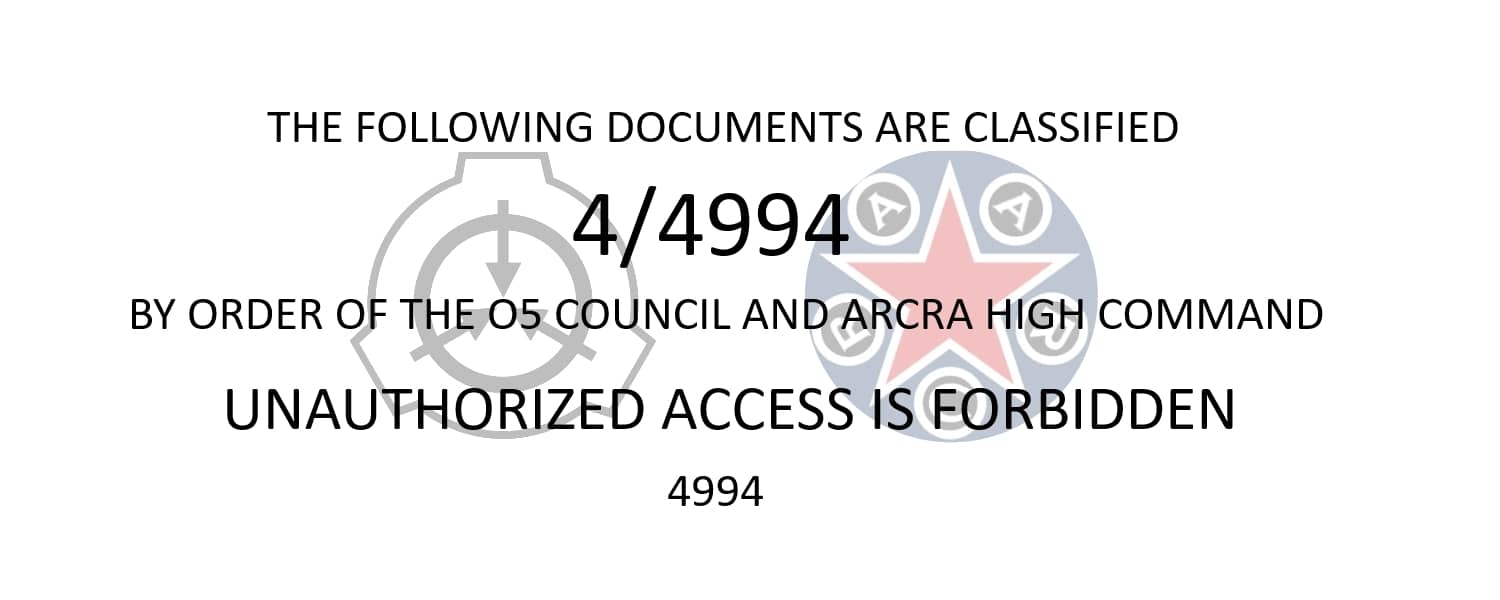 THE FOLLOWING DOCUMENTS ARE CLASSIFIED
4/4994
BY ORDER OF THE O5 COUNCIL AND ARCRA HIGH COMMAND
UNAUTHORIZED ACCESS IS FORBIDDEN
4994
A
A
R
C